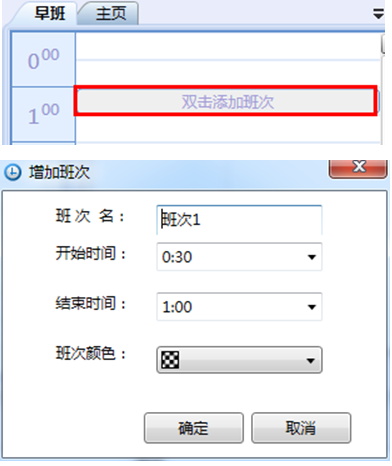 早班 主页
0 00
双击添加班次
1 00
增加班次
班 次 名： 班次1
开始时间： 0:30
结束时间： 1:00
班次颜色：
确定 取消